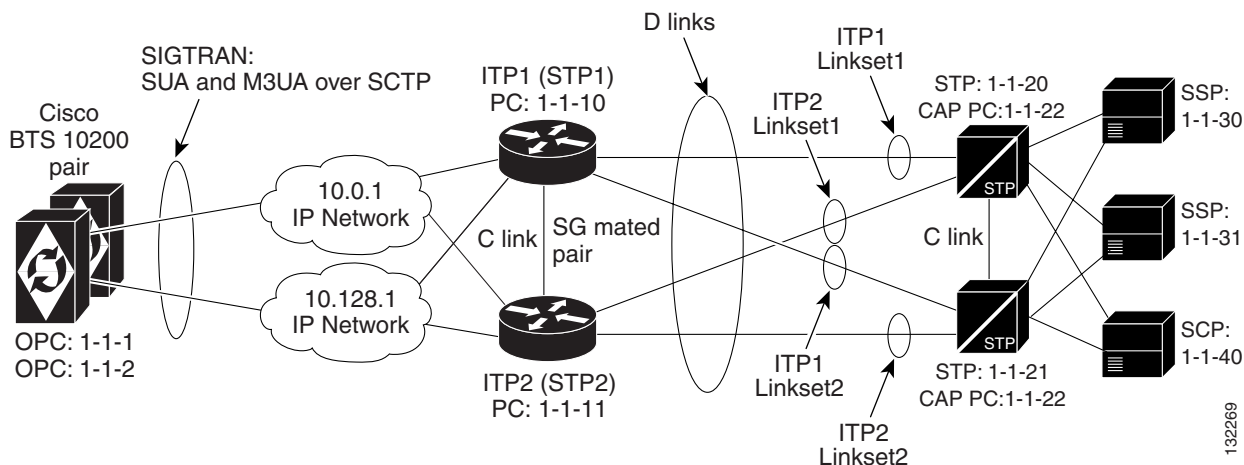 SIGTRAN:
SUA and M3UA over SCTP
Cisco
BTS 10200
pair
OPC: 1-1-1
OPC: 1-1-2
10.0.1
IP Network
10.128.1
IP Network
ITP1 (STP1)
PC: 1-1-10
C link
SG mated
pair
ITP2 (STP2)
PC: 1-1-11
D links
ITP2
Linkset1
ITP1
Linkset1
ITP1
Linkset2
ITP2
Linkset2
STP: 1-1-20
CAP PC:1-1-22
STP
C link
STP
STP: 1-1-21
CAP PC:1-1-22
SSP:
1-1-30
SSP:
1-1-31
SCP:
1-1-40
132269